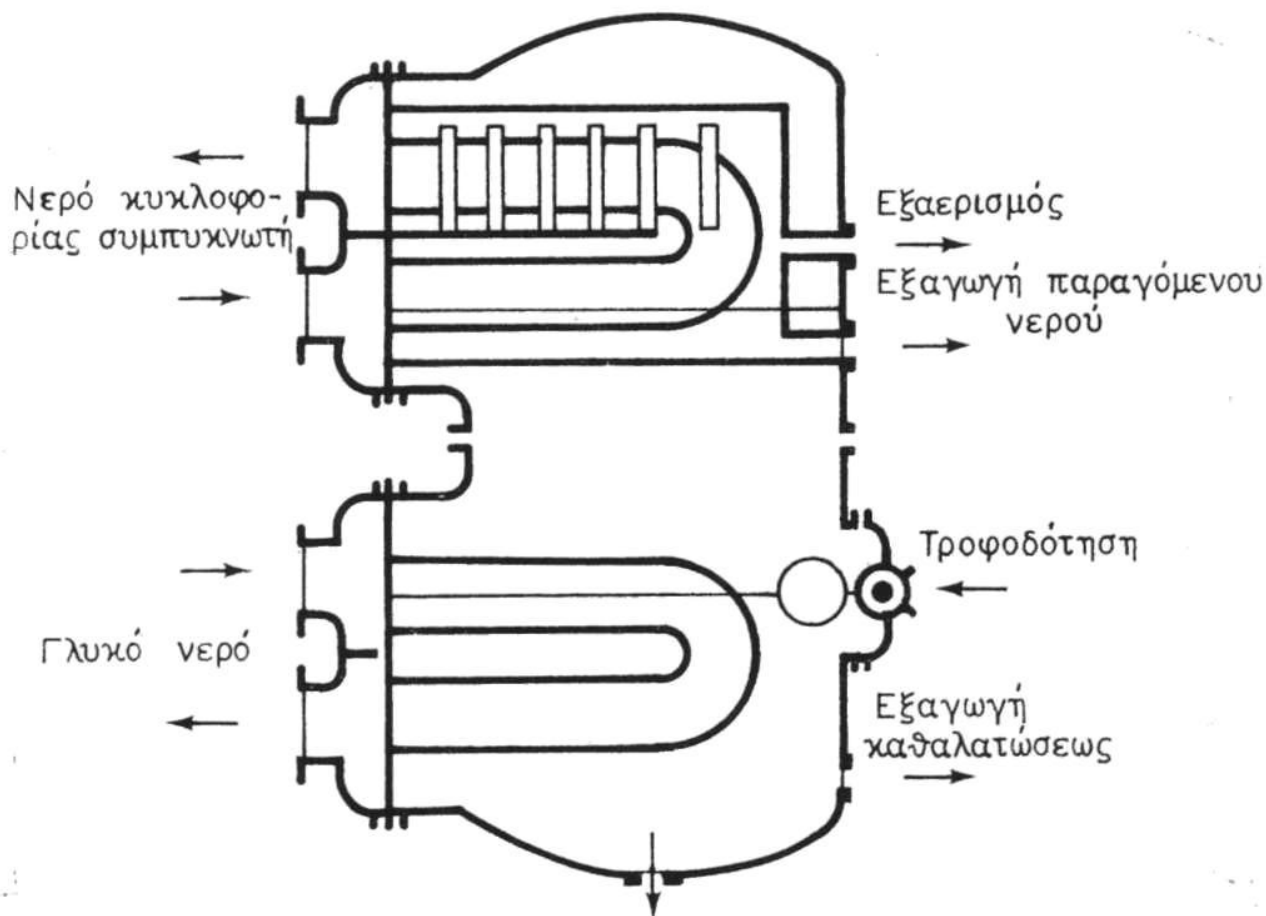 Νερό κυκλοφο-
ρίας συμπυκνωτή
Εξαερισμός
Εξαγωγή παραγόμενου
νερού
Τροφοδότηση
Γλυκό νερό
Εξαγωγή
καθαλατώσεως